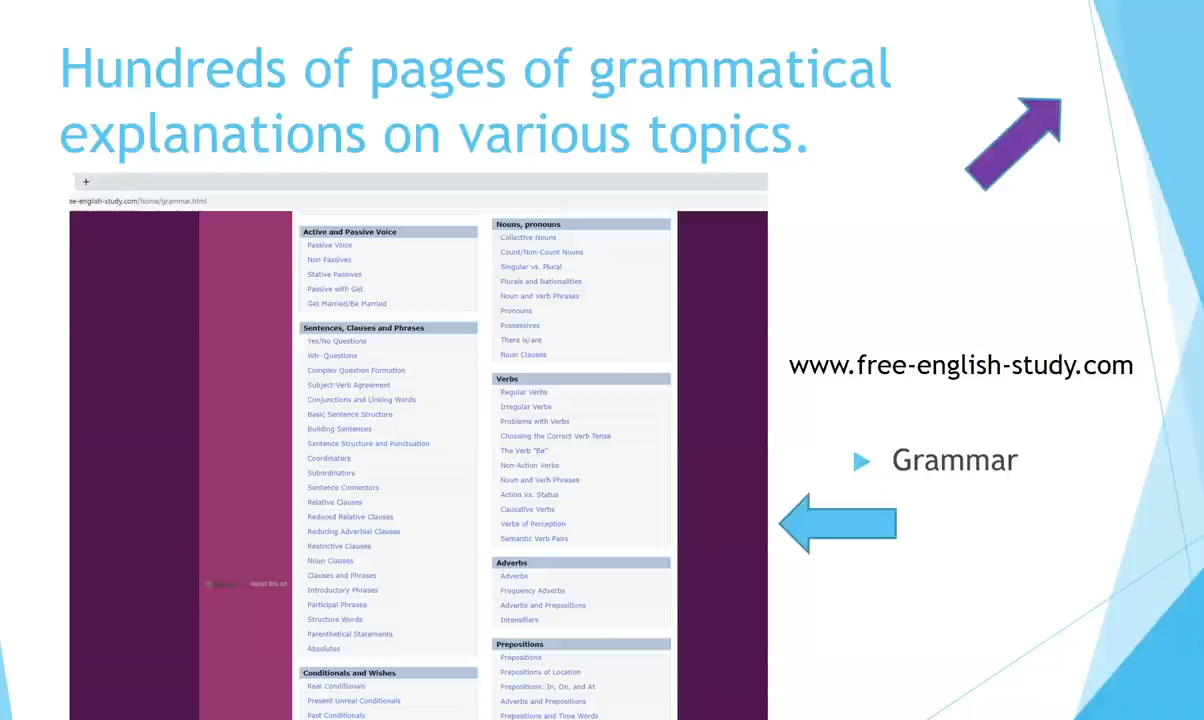 Hundreds of pages of grammatical
explanations on various topics.
+
ee-english-study.com/home/grammar.html
Active and Passive Voice
Passive Voice
Non Passives
Stative Passives
Passive with Get
Get Married/Be Married
Sentences, Clauses and Phrases
Yes/No Questions
Wh- Questions
Complex Question Formation
Subject-Verb Agreement
Conjunctions and Linking Words
Basic Sentence Structure
Building Sentences
Sentence Structure and Punctuation
Coordinators
Subordinators
Sentence Connectors
Relative Clauses
Reduced Relative Clauses
Reducing Adverbial Clauses
Restrictive Clauses
Noun Clauses
Clauses and Phrases
Introductory Phrases
Participal Phrases
Structure Words
Parenthetical Statements
Absolutes
Conditionals and Wishes
Real Conditionals
Present Unreal Conditionals
Past Conditionals
report this ad
Nouns, pronouns
Collective Nouns
Count/Non-Count Nouns
Singular vs. Plural
Plurals and Nationalities
Noun and Verb Phrases
Pronouns
Possessives
There is/are
Noun Clauses
Verbs
Regular Verbs
Irregular Verbs
Problems with Verbs
Choosing the Correct Verb Tense
The Verb "Be"
Non-Action Verbs
Noun and Verb Phrases
Action vs. Status
Causative Verbs
Verbs of Perception
Semantic Verb Pairs
Adverbs
Adverbs
Frequency Adverbs
Adverbs and Prepositions
Intensifiers
Prepositions
Prepositions
Prepositions of Location
Prepositions: In, On, and At
Adverbs and Prepositions
Prepositions and Time Words
www.free-english-study.com
Grammar